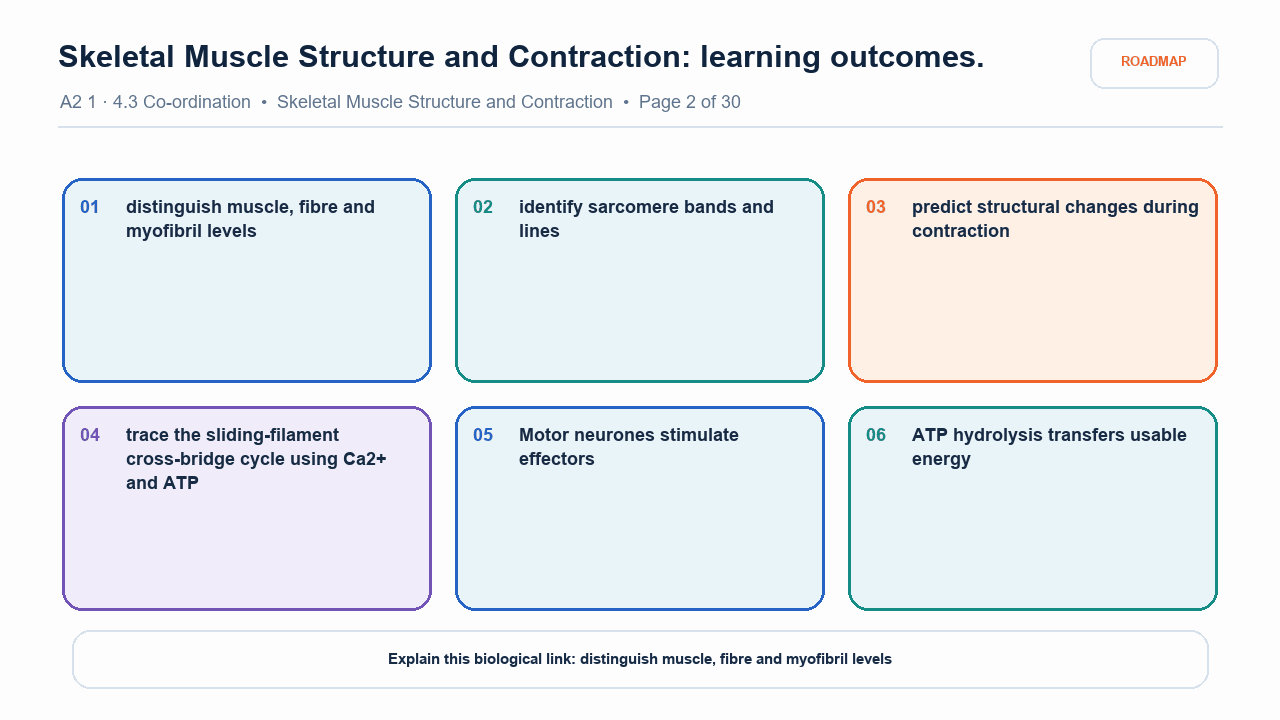 Skeletal Muscle Structure and Contraction: learning outcomes.
ROADMAP
A2 1 · 4.3 Co-ordination • Skeletal Muscle Structure and Contraction • Page 2 of 30
01 distinguish muscle, fibre and
myofibril levels
02 identify sarcomere bands and
lines
03 predict structural changes during
contraction
04 trace the sliding-filament
cross-bridge cycle using Ca2+
and ATP
05 Motor neurones stimulate
effectors
06 ATP hydrolysis transfers usable
energy
Explain this biological link: distinguish muscle, fibre and myofibril levels